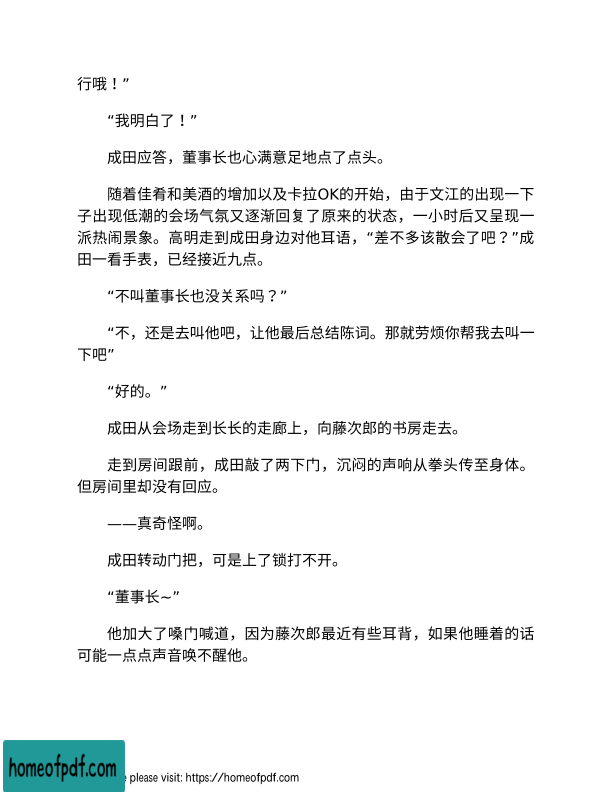 行哦！”
“我明白了！”
成田应答，董事长也心满意足地点了点头。
随着佳肴和美酒的增加以及卡拉OK的开始，由于文江的出现一下
子出现低潮的会场气氛又逐渐回复了原来的状态，一小时后又呈现一
派热闹景象。高明走到成田身边对他耳语，“差不多该散会了吧？”成
田一看手表，已经接近九点。
“不叫董事长也没关系吗？”
“不，还是去叫他吧，让他最后总结陈词。那就劳烦你帮我去叫一
下吧”
“好的。”
成田从会场走到长长的走廊上，向藤次郎的书房走去。
走到房间跟前，成田敲了两下门，沉闷的声响从拳头传至身体。
但房间里却没有回应。
——真奇怪啊。
成田转动门把，可是上了锁打不开。
“董事长~”
他加大了嗓门喊道，因为藤次郎最近有些耳背，如果他睡着的话
可能一点点声音唤不醒他。
homeofpdf.com
e please visit: https://homeofpdf.com